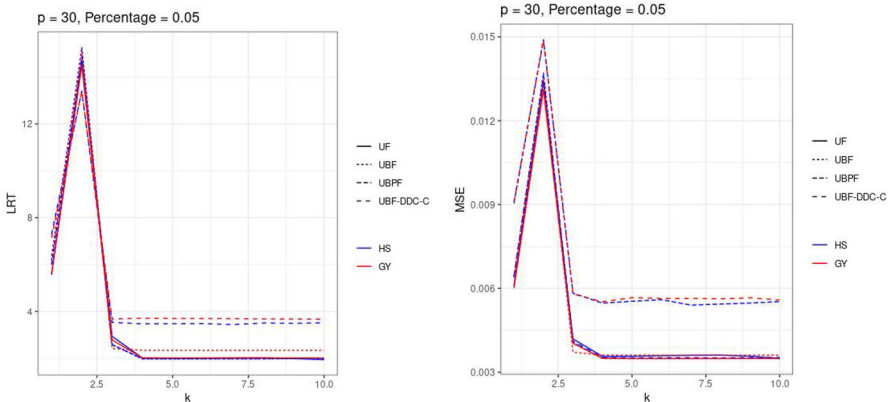 p = 30, Percentage = 0.05
12
8
4
LRT
2.5
5.0
7.5
10.0
k
UF
UBF
UBPF
UBF-DDC-C
HS
GY
p = 30, Percentage = 0.05
0.015
0.012
0.009
0.006
0.003
MSE
2.5
5.0
7.5
10.0
k
UF
UBF
UBPF
UBF-DDC-C
HS
GY